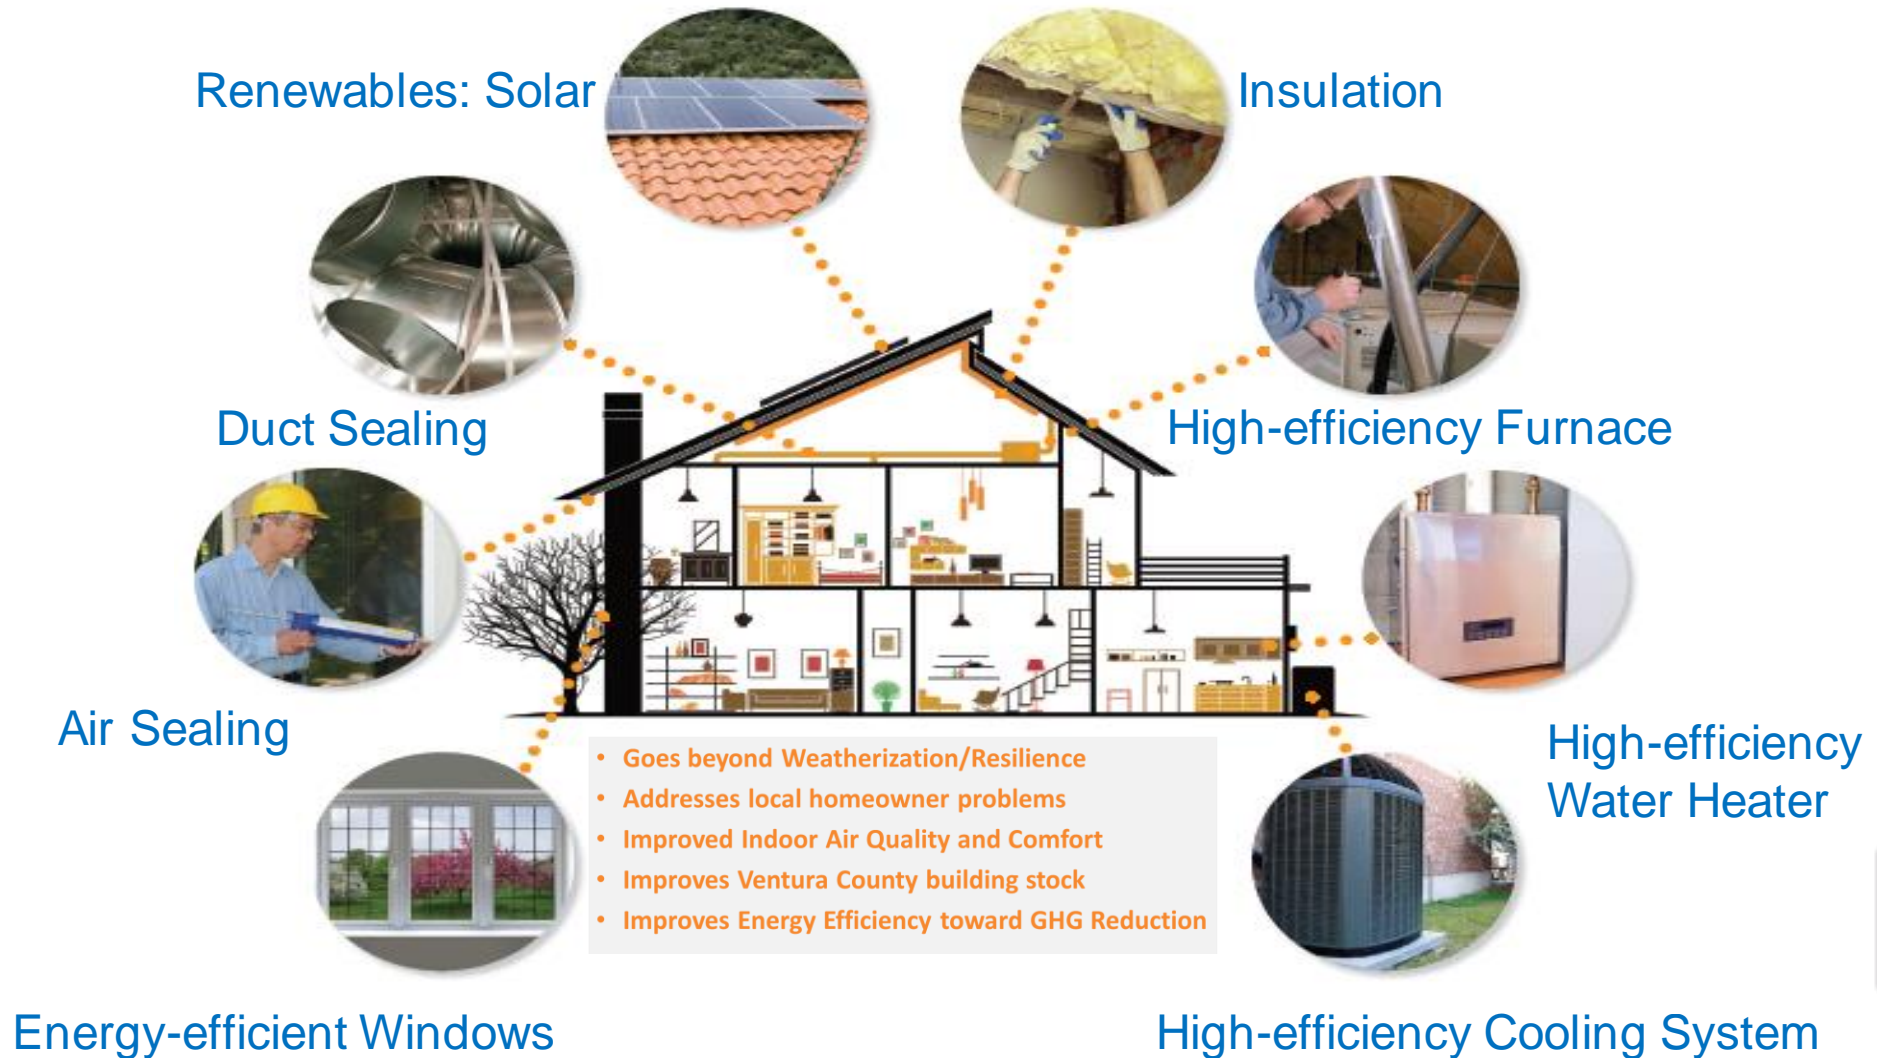 Renewables: Solar
Insulation
Duct Sealing
High-efficiency Furnace
Air Sealing
High-efficiency
Water Heater
• Goes beyond Weatherization/Resilience
• Addresses local homeowner problems
• Improved Indoor Air Quality and Comfort
• Improves Ventura County building stock
• Improves Energy Efficiency toward GHG Reduction
Energy-efficient Windows
High-efficiency Cooling System